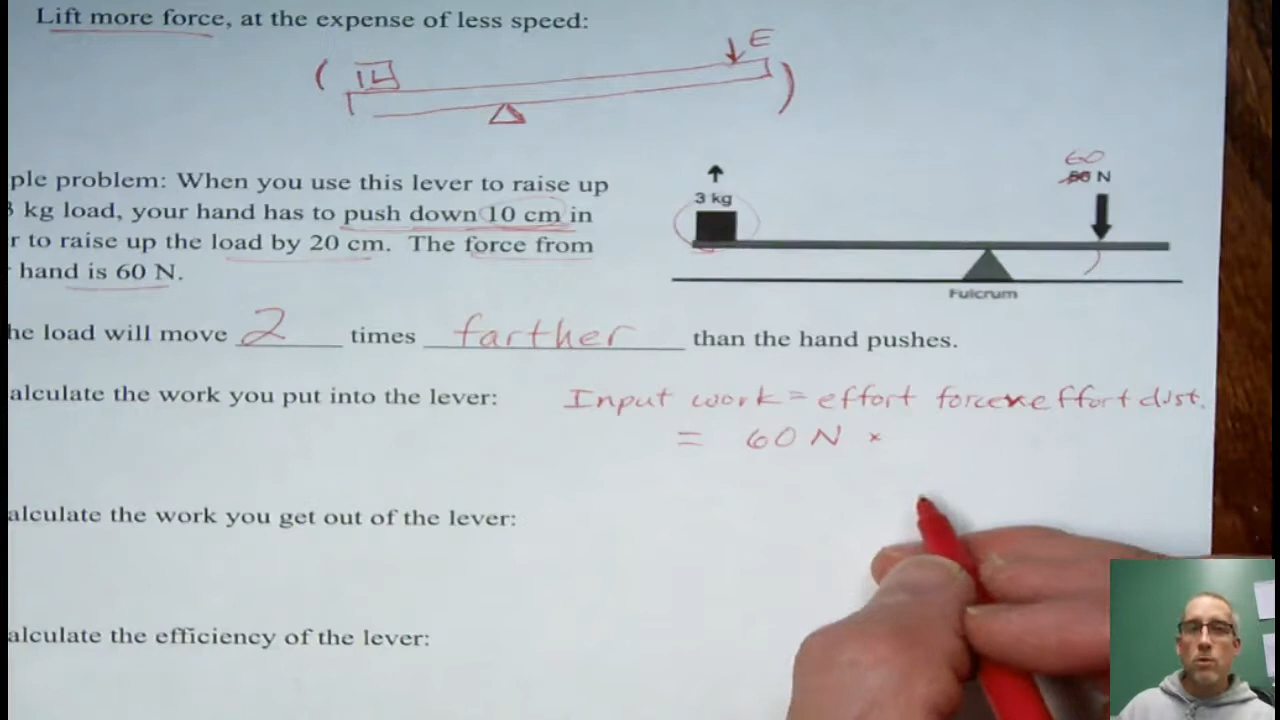 Lift more force, at the expense of less speed:
E
L
ple problem: When you use this lever to raise up
3 kg load, your hand has to push down 10 cm in
r to raise up the load by 20 cm. The force from
hand is 60 N.
60
N
3 kg
Fulcrum
he load will move 2 times farther than the hand pushes.
alculate the work you put into the lever: Input work = effort force × effort dist.
= 60 N ×
alculate the work you get out of the lever:
alculate the efficiency of the lever: